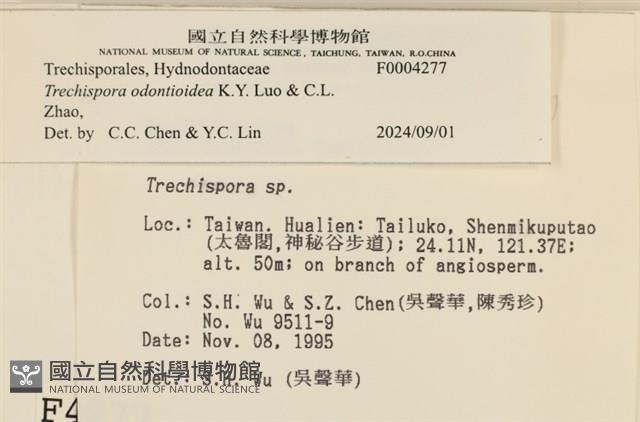 國立自然科學博物館
NATIONAL MUSEUM OF NATURAL SCIENCE, TAICHUNG, TAIWAN, R.O.CHINA
Trechisporales, Hydnodontaceae F0004277
Trechispora odontioidea K.Y. Luo & C.L.
Zhao,
Det. by C.C. Chen & Y.C. Lin 2024/09/01
Trechispora sp.
Loc.: Taiwan. Hualien: Tailuko, Shenmikuputao
(太魯閣,神秘谷步道); 24.11N, 121.37E;
alt. 50m; on branch of angiosperm.
Col.: S.H. Wu & S.Z. Chen(吳聲華,陳秀珍)
No. Wu 9511-9
Date: Nov. 08, 1995
Det.: S.H. Wu (吳聲華)
國立自然科學博物館
NATIONAL MUSEUM OF NATURAL SCIENCE
F4